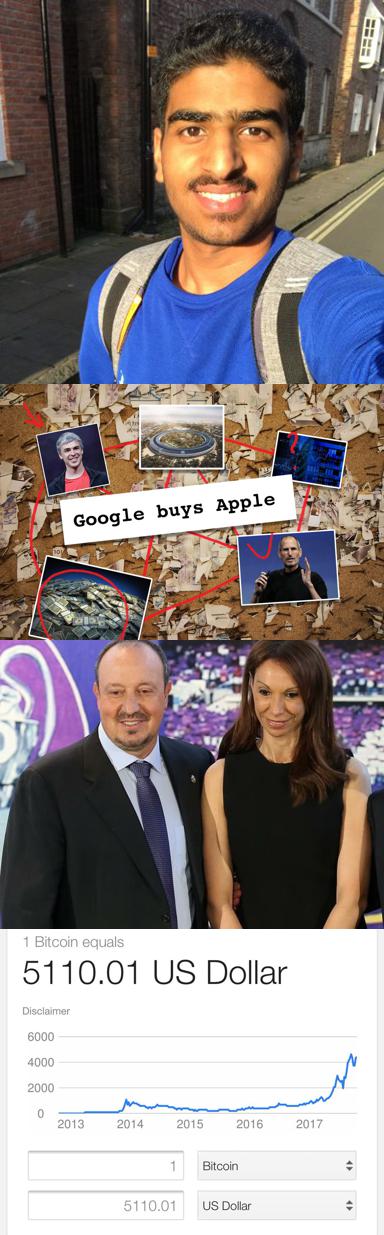 Google buys Apple
1 Bitcoin equals
5110.01 US Dollar
Disclaimer
6000
4000
2000
0
2013 2014 2015 2016 2017
1 Bitcoin
5110.01 US Dollar